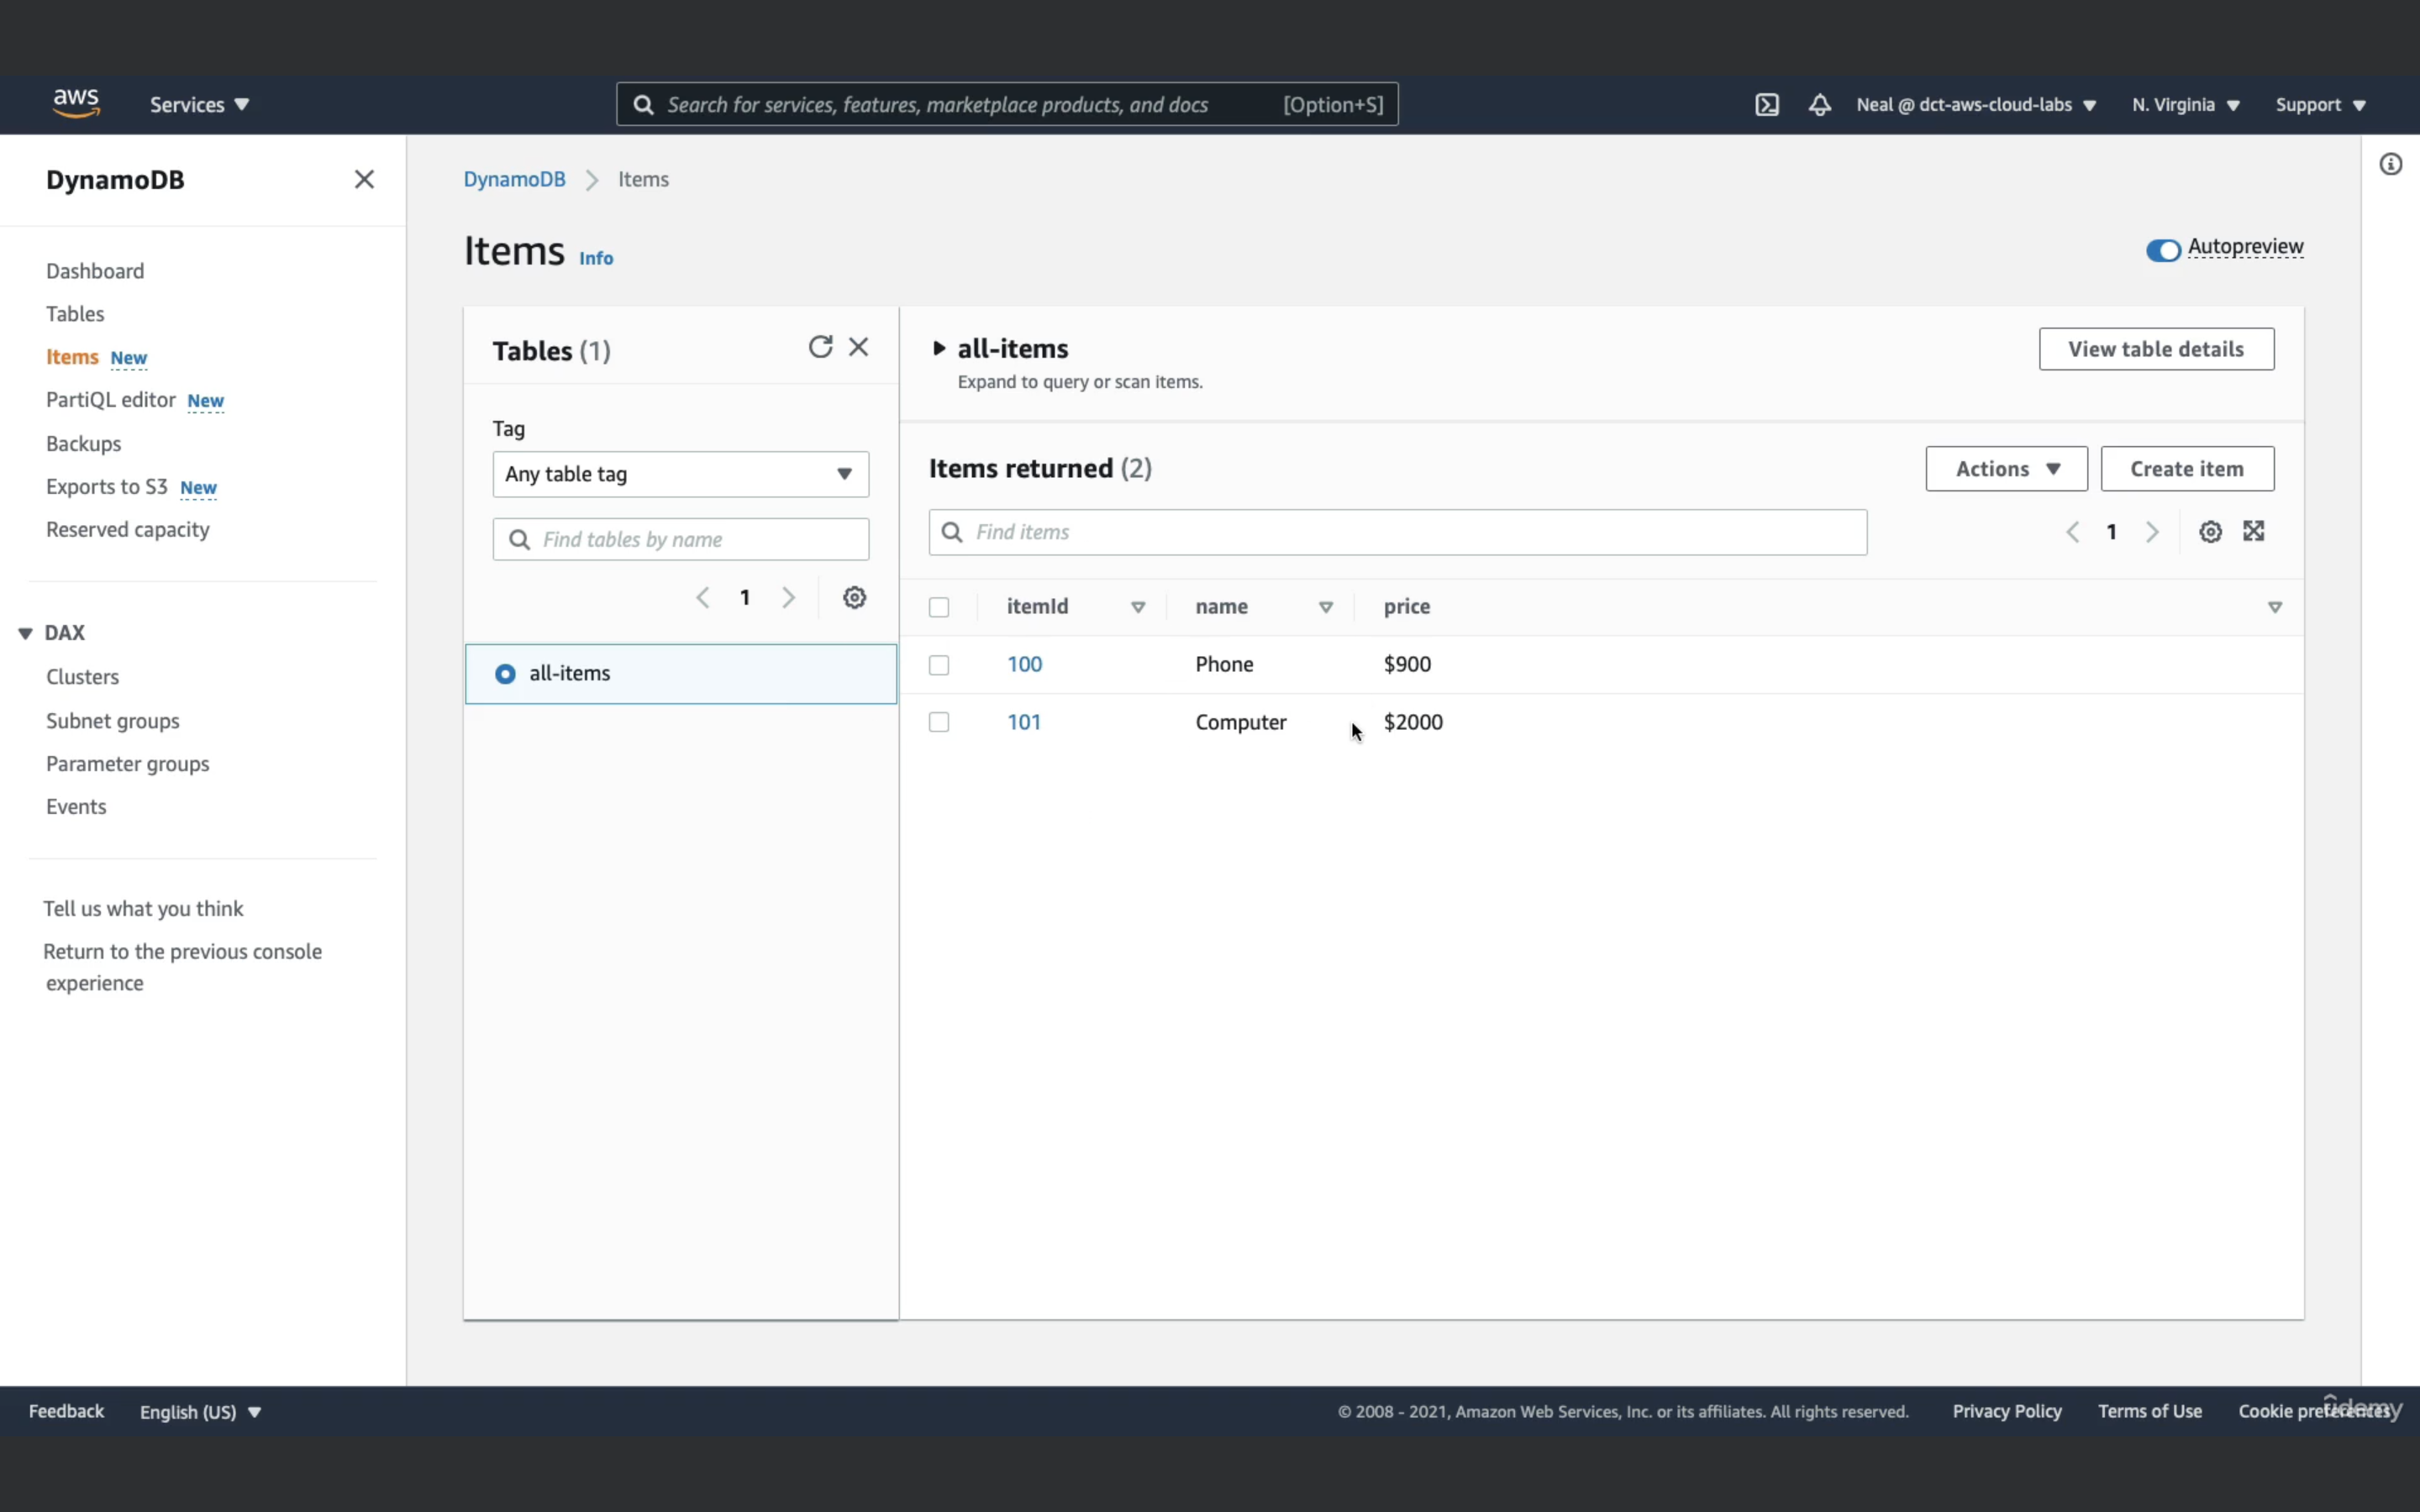 aws
Services
Search for services, features, marketplace products, and docs
[Option+S]
Neal @ dct-aws-cloud-labs
N. Virginia
Support
DynamoDB
Dashboard
Tables
Items New
PartiQL editor New
Backups
Exports to S3 New
Reserved capacity
DAX
Clusters
Subnet groups
Parameter groups
Events
Tell us what you think
Return to the previous console
experience
DynamoDB
Items
Items Info
Autopreview
Tables (1)
Tag
Any table tag
Find tables by name
1
all-items
all-items
Expand to query or scan items.
View table details
Items returned (2)
Actions
Create item
Find items
1
itemId name price
100 Phone $900
101 Computer $2000
Feedback
English (US)
© 2008 - 2021, Amazon Web Services, Inc. or its affiliates. All rights reserved.
Privacy Policy
Terms of Use
Cookie preferences
ûdemy